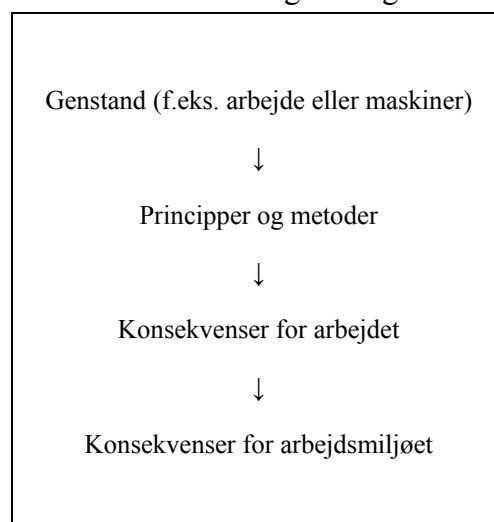 Genstand (f.eks. arbejde eller maskiner)
↓
Principper og metoder
↓
Konsekvenser for arbejdet
↓
Konsekvenser for arbejdsmiljøet